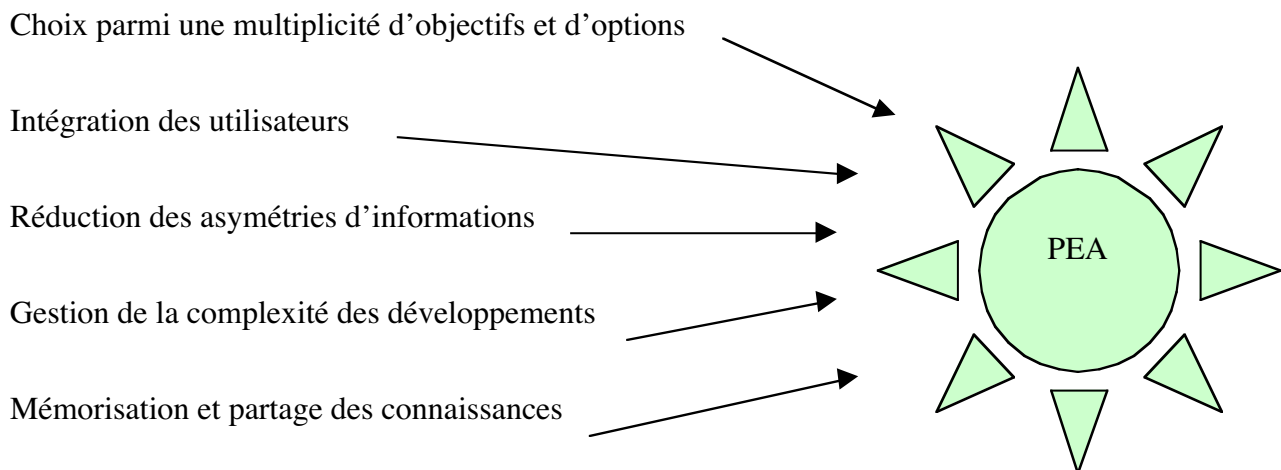 Choix parmi une multiplicité d’objectifs et d’options
Intégration des utilisateurs
Réduction des asymétries d’informations
PEA
Gestion de la complexité des développements
Mémorisation et partage des connaissances